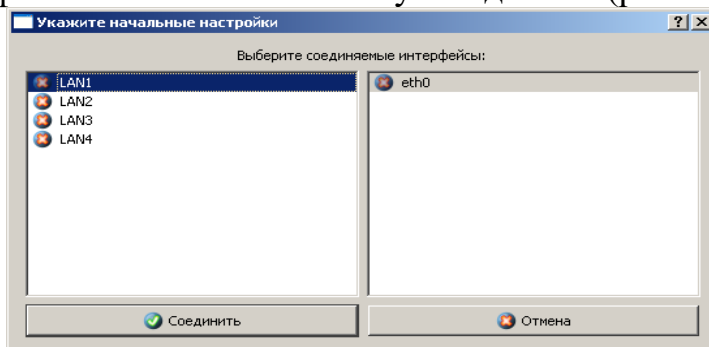 Укажите начальные настройки
Выберите соединяемые интерфейсы:
LAN1
LAN2
LAN3
LAN4
eth0
Соединить
Отмена